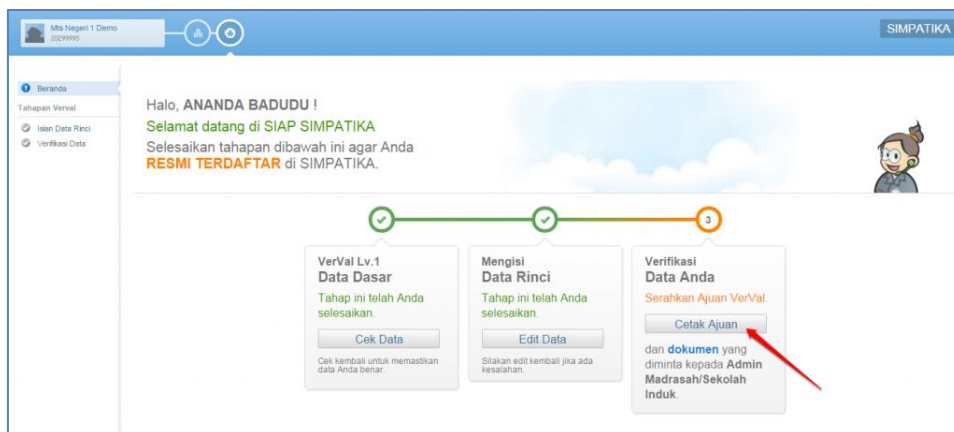 Mts Negeri 1 Demo
20299995
SIMPATIKA
Beranda
Tahapan Verval
Isian Data Rinci
Verifikasi Data
Halo, ANANDA BADUDU !
Selamat datang di SIAP SIMPATIKA
Selesaikan tahapan dibawah ini agar Anda
RESMI TERDAFTAR di SIMPATIKA.
3
VerVal Lv.1
Data Dasar
Tahap ini telah Anda
selesaikan.
Cek Data
Cek kembali untuk memastikan
data Anda benar.
Mengisi
Data Rinci
Tahap ini telah Anda
selesaikan.
Edit Data
Silakan edit kembali jika ada
kesalahan.
Verifikasi
Data Anda
Serahkan Ajuan VerVal.
Cetak Ajuan
dan dokumen yang
diminta kepada Admin
Madrasah/Sekolah
Induk.